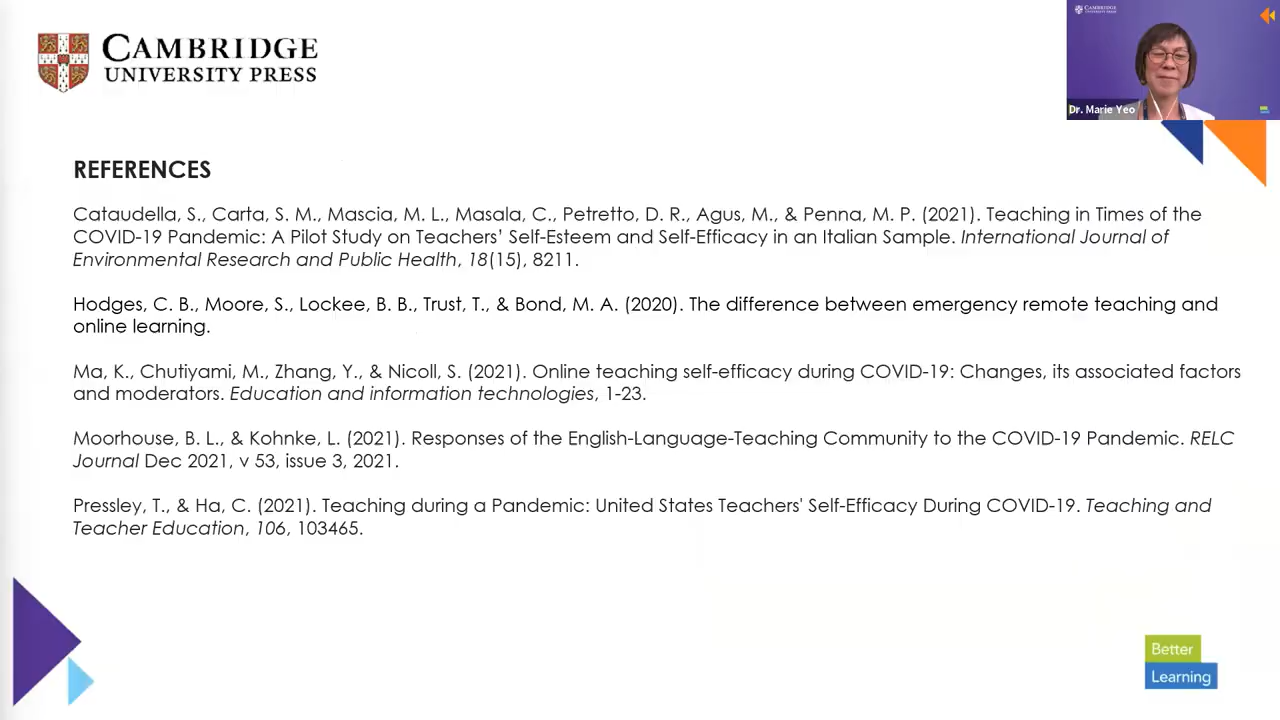 CAMBRIDGE
UNIVERSITY PRESS
CAMBRIDGE
UNIVERSITY PRESS
Dr. Marie Yeo
REFERENCES
Cataudella, S., Carta, S. M., Mascia, M. L., Masala, C., Petretto, D. R., Agus, M., & Penna, M. P. (2021). Teaching in Times of the
COVID-19 Pandemic: A Pilot Study on Teachers’ Self-Esteem and Self-Efficacy in an Italian Sample. International Journal of
Environmental Research and Public Health, 18(15), 8211.
Hodges, C. B., Moore, S., Lockee, B. B., Trust, T., & Bond, M. A. (2020). The difference between emergency remote teaching and
online learning.
Ma, K., Chutiyami, M., Zhang, Y., & Nicoll, S. (2021). Online teaching self-efficacy during COVID-19: Changes, its associated factors
and moderators. Education and information technologies, 1-23.
Moorhouse, B. L., & Kohnke, L. (2021). Responses of the English-Language-Teaching Community to the COVID-19 Pandemic. RELC
Journal Dec 2021, v 53, issue 3, 2021.
Pressley, T., & Ha, C. (2021). Teaching during a Pandemic: United States Teachers' Self-Efficacy During COVID-19. Teaching and
Teacher Education, 106, 103465.
Better
Learning